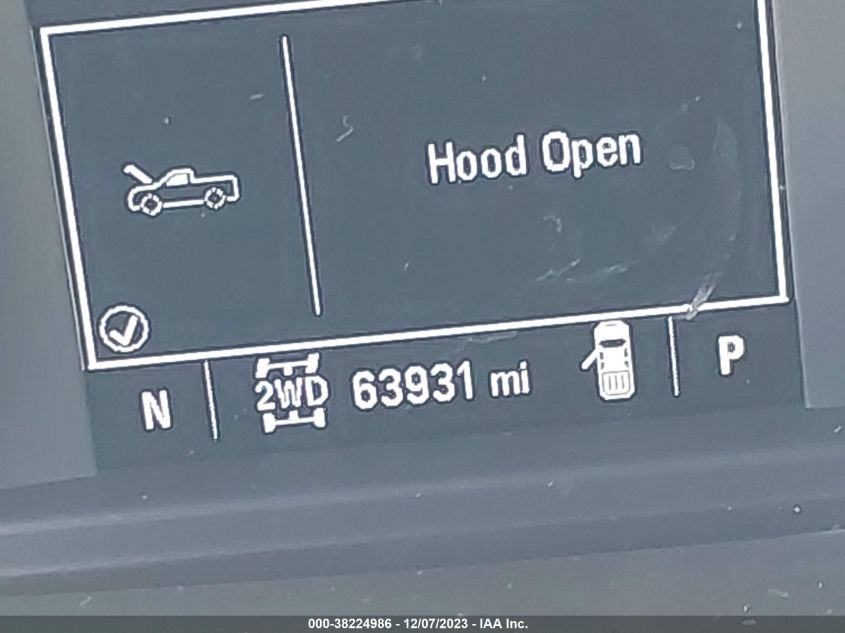 Hood Open
N 2WD 63931 mi P
000-38224986 - 12/07/2023 - IAA Inc.